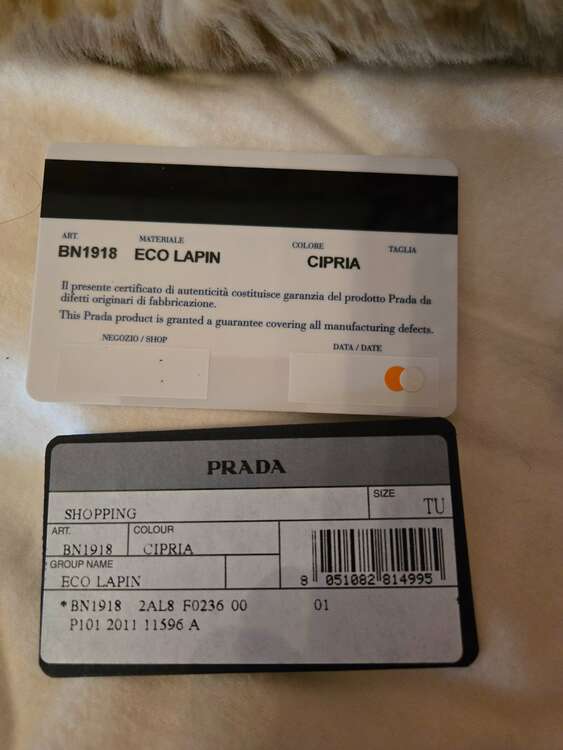 ART. MATERIALE COLORE TAGLIA
BN1918 ECO LAPIN CIPRIA
Il presente certificato di autenticità costituisce garanzia del prodotto Prada da
difetti originari di fabbricazione.
This Prada product is granted a guarantee covering all manufacturing defects.
NEGOZIO / SHOP DATA / DATE
PRADA
SHOPPING SIZE TU
ART. COLOUR
BN1918 CIPRIA
GROUP NAME
ECO LAPIN
8 051082 814995
*BN1918 2AL8 F0236 00 01
P101 2011 11596 A